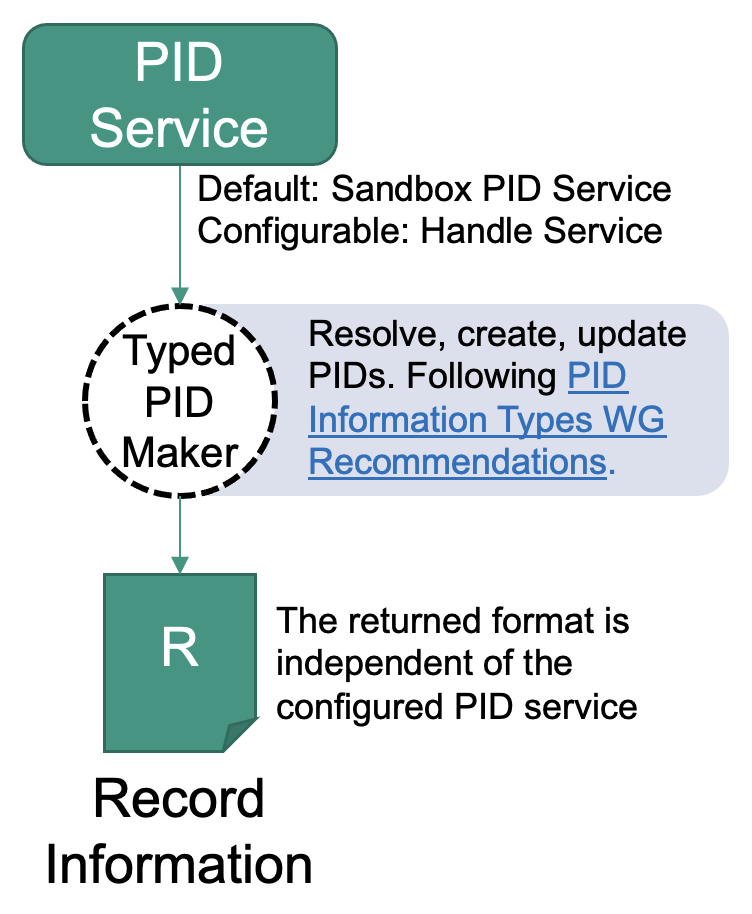 PID
Service
Default: Sandbox PID Service
Configurable: Handle Service
Typed
PID
Maker
Resolve, create, update
PIDs. Following PID
Information Types WG
Recommendations.
R
The returned format is
independent of the
configured PID service
Record
Information